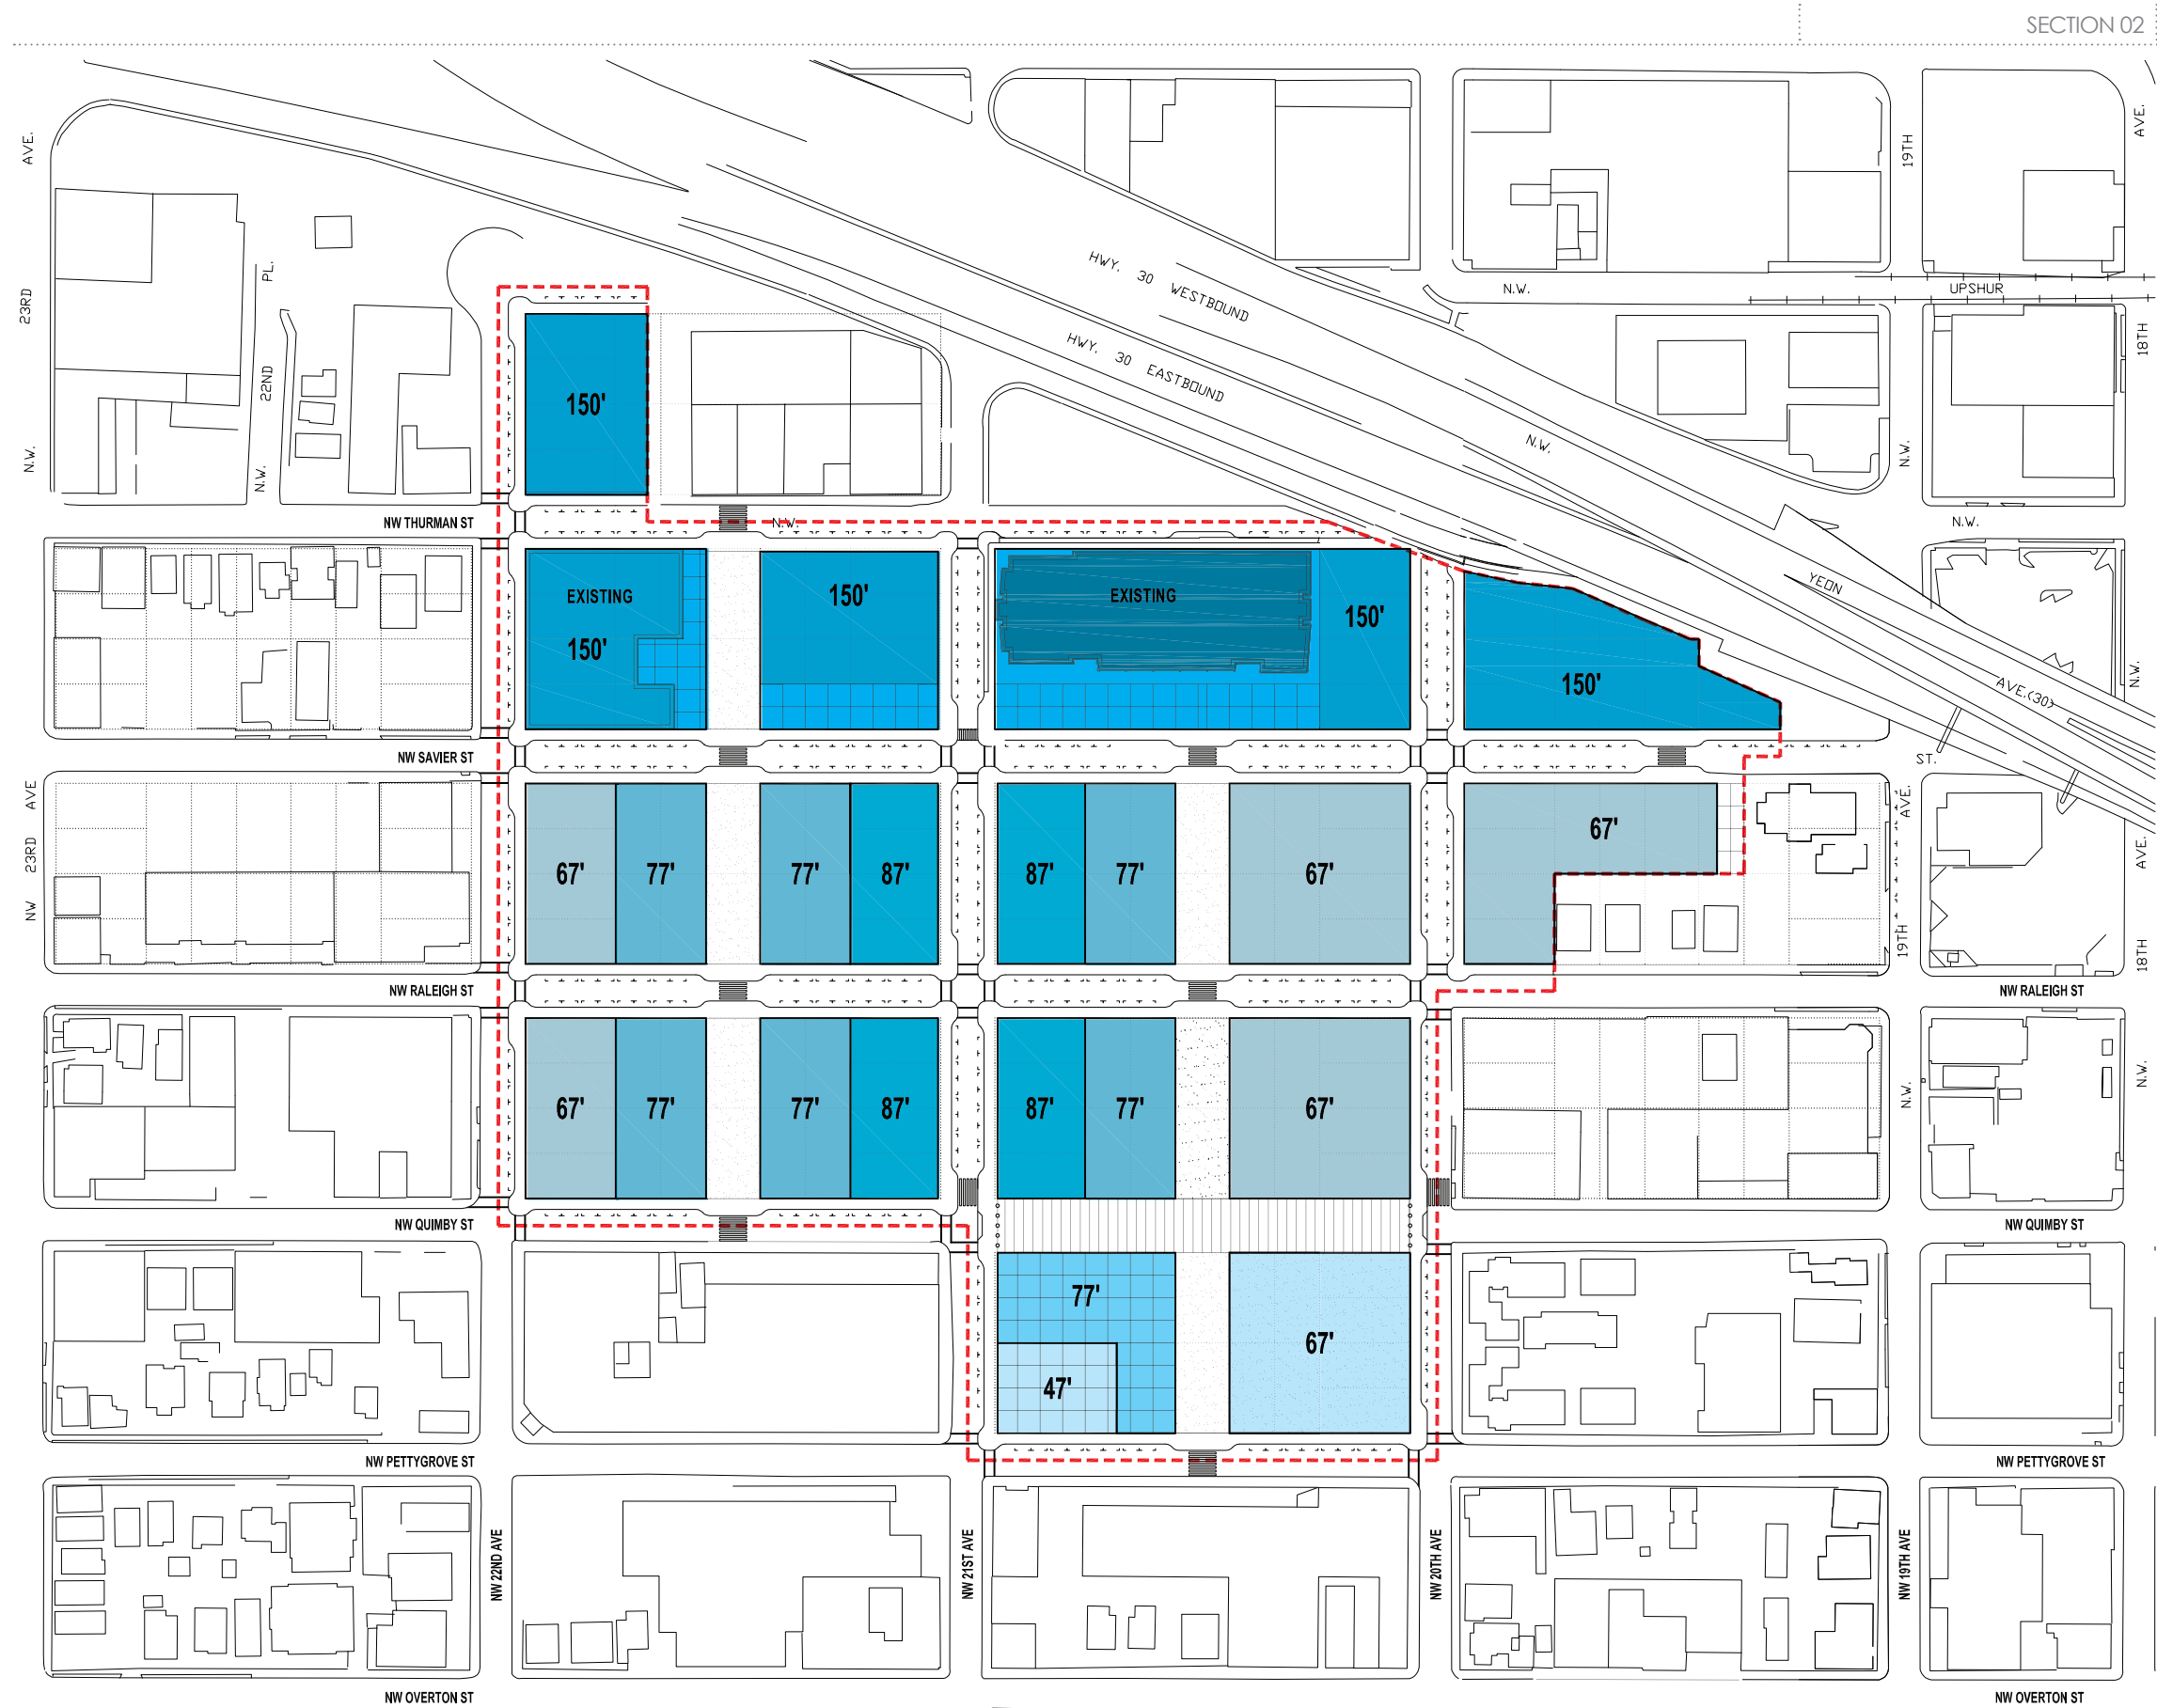 SECTION 02
AVE.
23RD
N.W.
PL.
22ND
N.W.
HWY. 30 WESTBOUND
HWY. 30 EASTBOUND
N.W.
UPSHUR
19TH
AVE.
18TH
150'
N.W.
N.W.
NW THURMAN ST
N.W.
N.W.
EXISTING
150'
150'
EXISTING
150'
150'
YEON
AVE.(30)
N.W.
NW SAVIER ST
ST.
AVE
23RD
NW
67'
77'
77'
87'
87'
77'
67'
67'
AVE.
19TH
AVE.
18TH
NW RALEIGH ST
NW RALEIGH ST
67'
77'
77'
87'
87'
77'
67'
N.W.
N.W.
NW QUIMBY ST
NW QUIMBY ST
77'
47'
67'
NW PETTYGROVE ST
NW PETTYGROVE ST
NW 22ND AVE
NW 21ST AVE
NW 20TH AVE
NW 19TH AVE
NW OVERTON ST
NW OVERTON ST